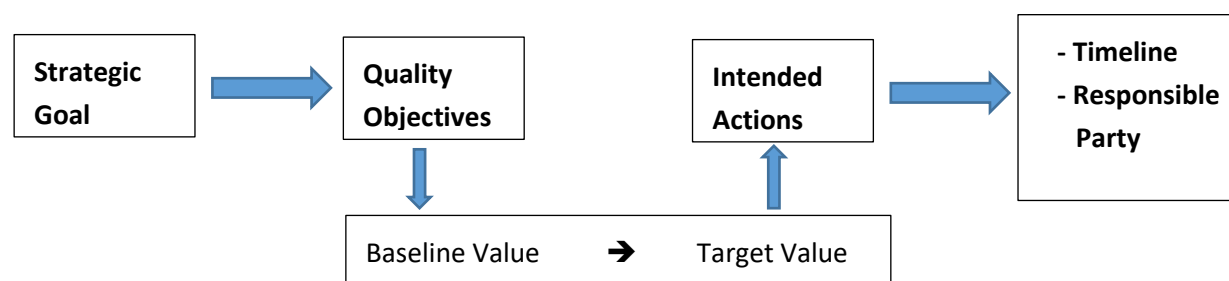 Strategic
Goal
Quality
Objectives
Baseline Value ➔ Target Value
Intended
Actions
- Timeline
- Responsible
Party